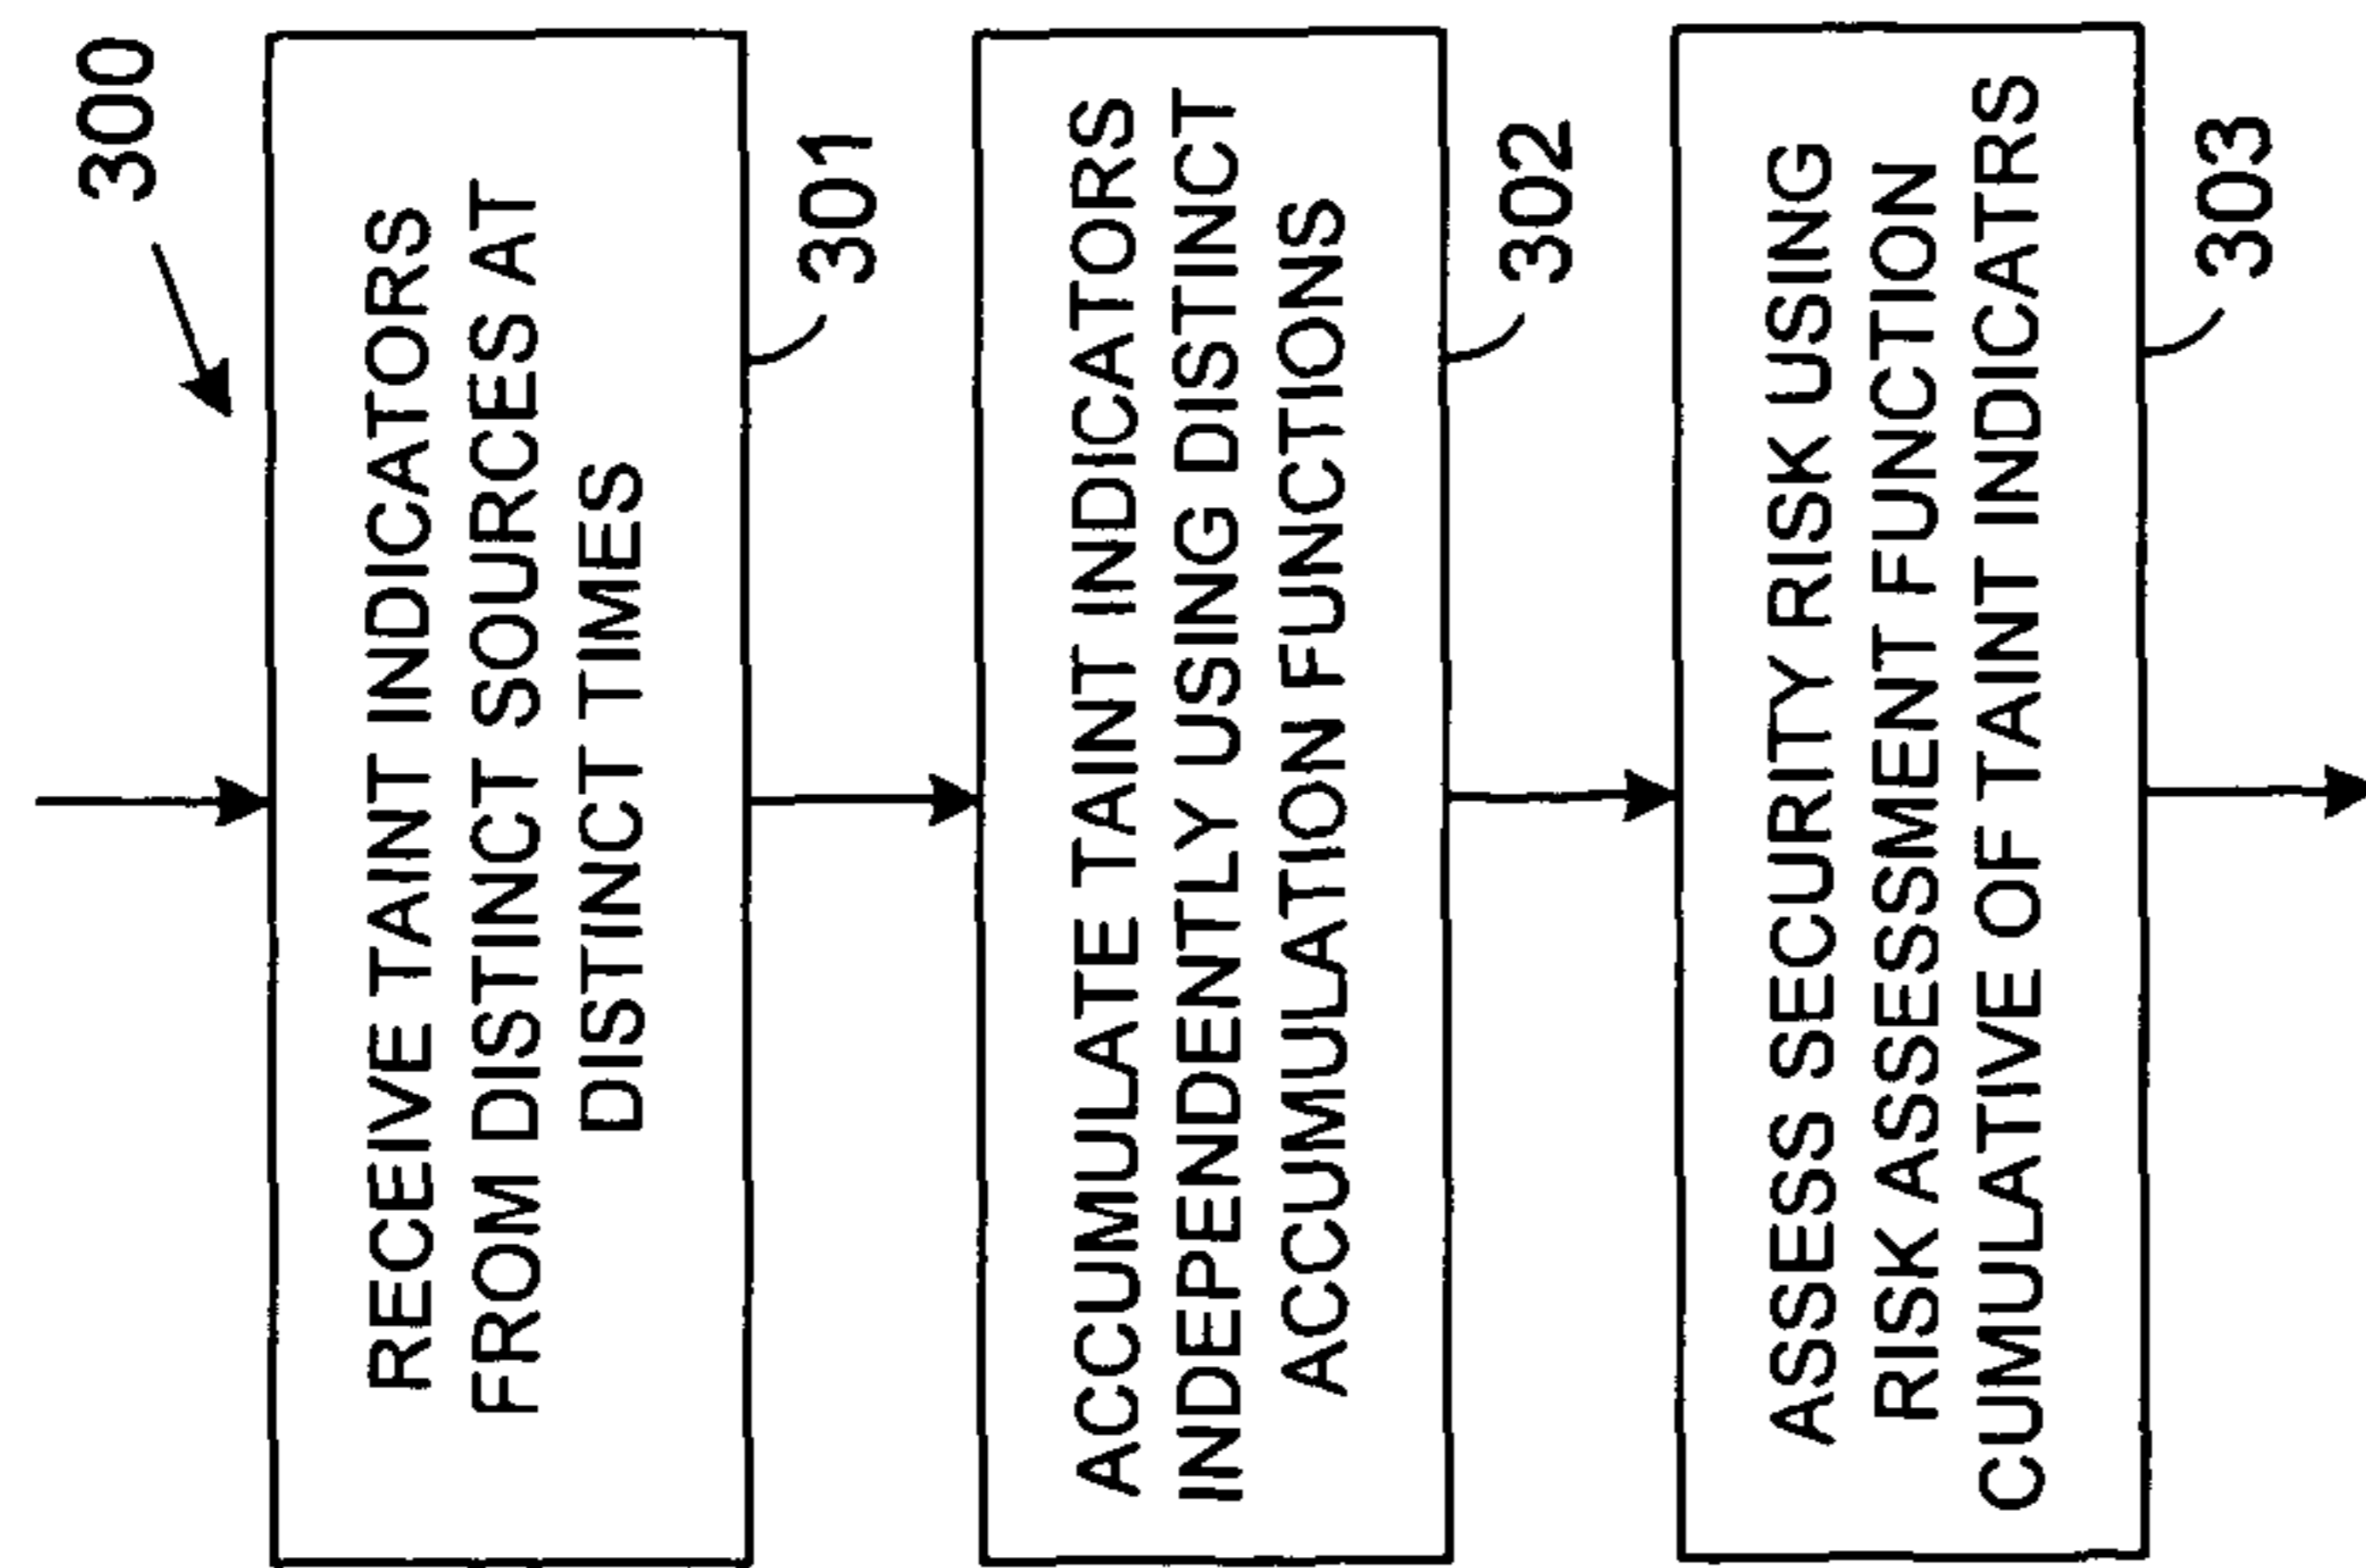 300
RECEIVE TAINT INDICATORS
FROM DISTINCT SOURCES AT
DISTINCT TIMES
301
ACCUMULATE TAINT INDICATORS
INDEPENDENTLY USING DISTINCT
ACCUMULATION FUNCTIONS
302
ASSESS SECURITY RISK USING
RISK ASSESSMENT FUNCTION
CUMULATIVE OF TAINT INDICATRS
303